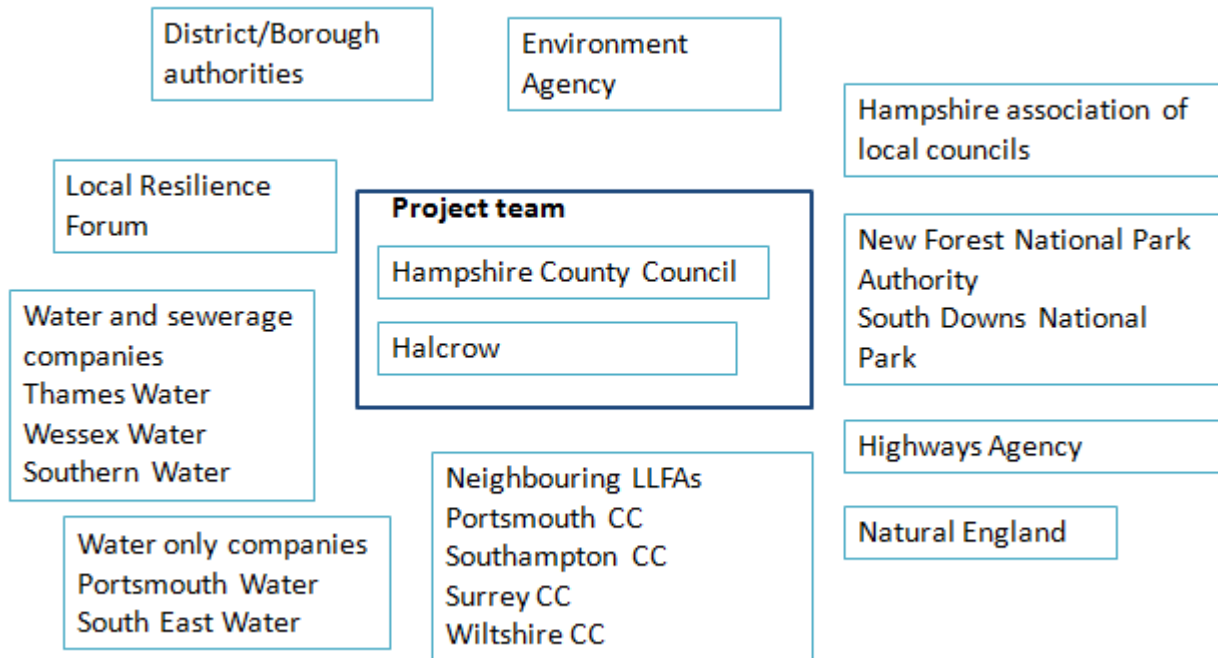 District/Borough
authorities
Environment
Agency
Hampshire association of
local councils
Local Resilience
Forum
Project team
Hampshire County Council
Halcrow
New Forest National Park
Authority
South Downs National
Park
Water and sewerage
companies
Thames Water
Wessex Water
Southern Water
Highways Agency
Neighbouring LLFAs
Portsmouth CC
Southampton CC
Surrey CC
Wiltshire CC
Natural England
Water only companies
Portsmouth Water
South East Water